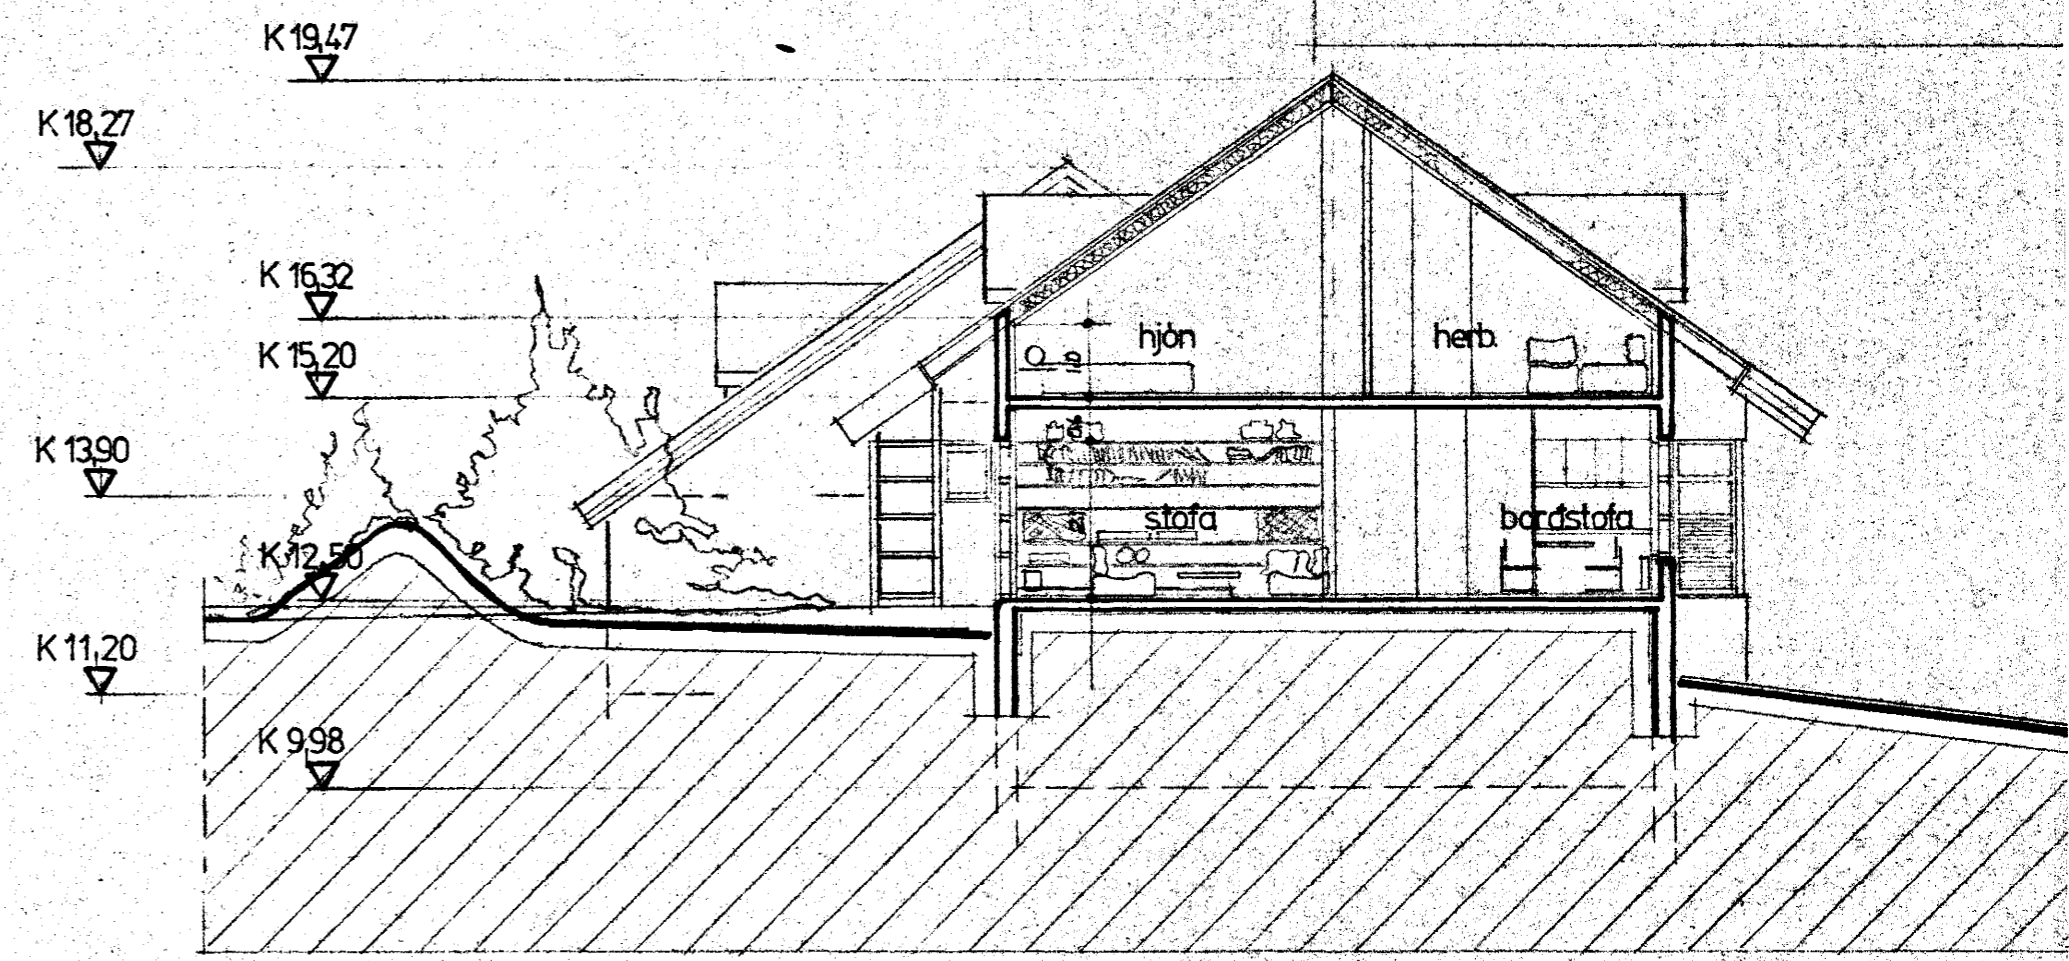 K 19,47
K 18,27
K 16,32
hjón herb.
K 15,20
K 13,90
stofa borðstofa
K 12,50
K 11,20
K 9,98